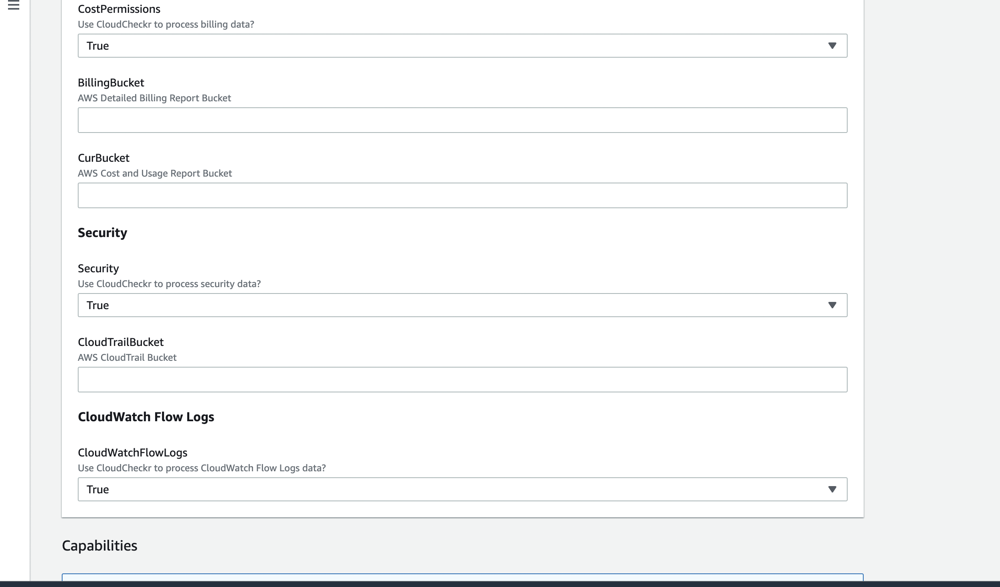 CostPermissions
Use CloudCheckr to process billing data?
True
BillingBucket
AWS Detailed Billing Report Bucket
CurBucket
AWS Cost and Usage Report Bucket
Security
Security
Use CloudCheckr to process security data?
True
CloudTrailBucket
AWS CloudTrail Bucket
CloudWatch Flow Logs
CloudWatchFlowLogs
Use CloudCheckr to process CloudWatch Flow Logs data?
True
Capabilities